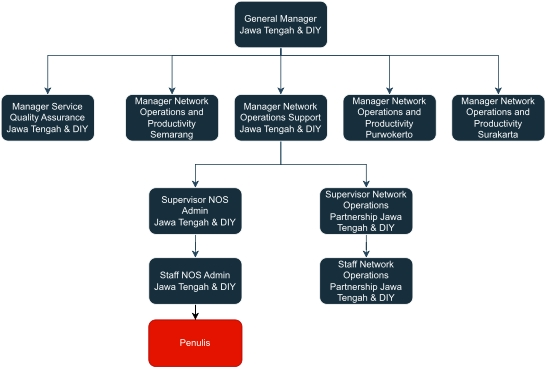 General Manager
Jawa Tengah & DIY
Manager Service
Quality Assurance
Jawa Tengah & DIY
Manager Network
Operations and
Productivity
Semarang
Manager Network
Operations Support
Jawa Tengah & DIY
Manager Network
Operations and
Productivity
Purwokerto
Manager Network
Operations and
Productivity
Surakarta
Supervisor NOS
Admin
Jawa Tengah & DIY
Supervisor Network
Operations
Partnership Jawa
Tengah & DIY
Staff NOS Admin
Jawa Tengah & DIY
Staff Network
Operations
Partnership Jawa
Tengah & DIY
Penulis